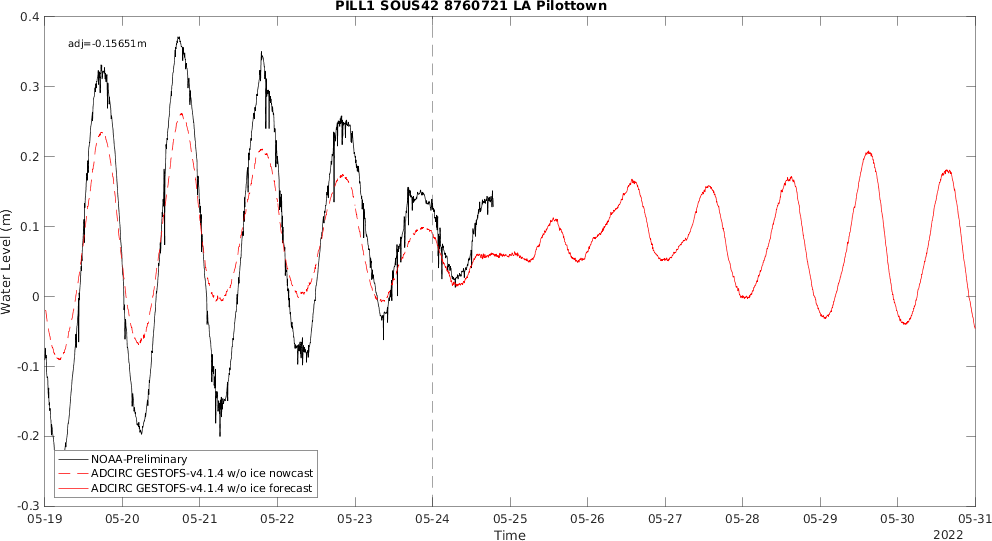 PILL1 SOUS42 8760721 LA Pilottown
adj=-0.15651m
Water Level (m)
0.4
0.3
0.2
0.1
0
-0.1
-0.2
-0.3
NOAA-Preliminary
ADCIRC GESTOFS-v4.1.4 w/o ice nowcast
ADCIRC GESTOFS-v4.1.4 w/o ice forecast
05-19 05-20 05-21 05-22 05-23 05-24 05-25 05-26 05-27 05-28 05-29 05-30 05-31
Time
2022